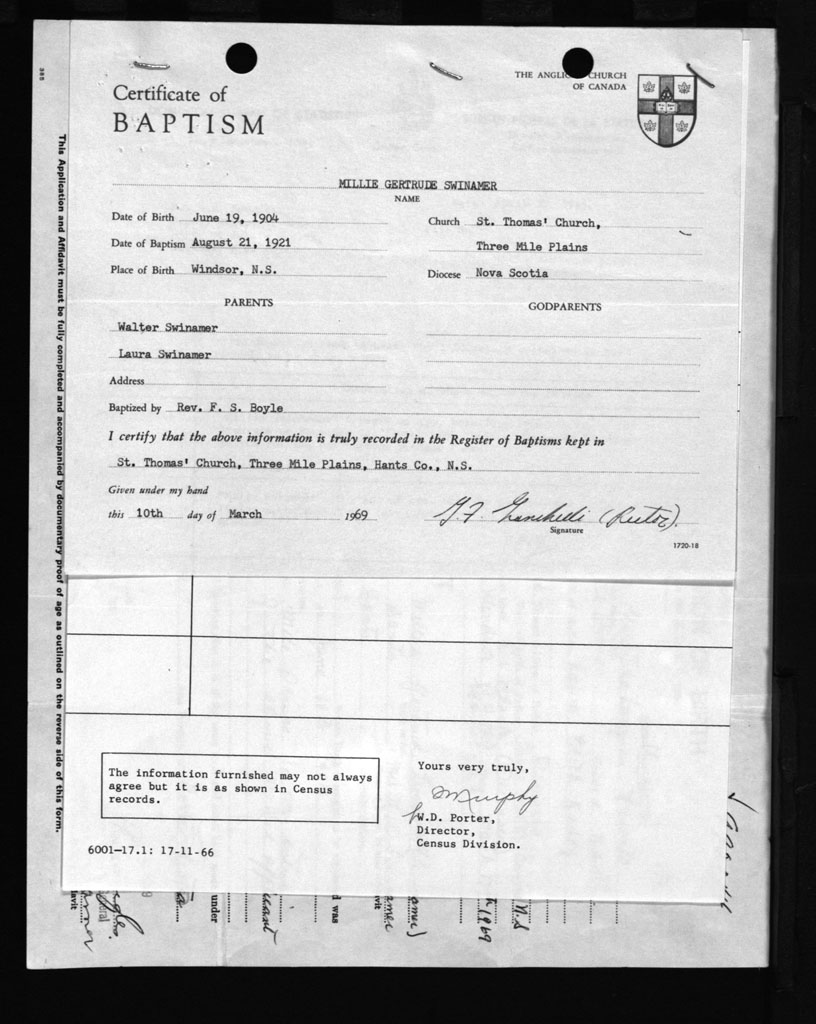 Certificate of
BAPTISM
THE ANGLIC CHURCH
OF CANADA
MILLIE GERTRUDE SWINAMER
NAME
Date of Birth June 19, 1904
Church St. Thomas' Church,
Date of Baptism August 21, 1921
Three Mile Plains
Place of Birth Windsor, N.S.
Diocese Nova Scotia
PARENTS
GODPARENTS
Walter Swinamer
Laura Swinamer
Address
Baptized by Rev. F. S. Boyle
I certify that the above information is truly recorded in the Register of Baptisms kept in
St. Thomas' Church, Three Mile Plains, Hants Co., N.S.
Given under my hand
this 10th day of March 1969
(Rector).
Signature
1720-18
The information furnished may not always
agree but it is as shown in Census
records.
Yours very truly,
Murphy
W.D. Porter,
Director,
Census Division.
6001-17.1: 17-11-66
This Application and Affidavit must be fully completed and accompanied by documentary proof of age as outlined on the reverse side of this form.
under
d was
N.S
1969